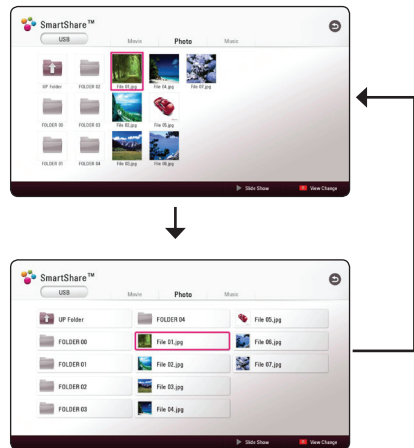 SmartShare™
USB Movie Photo Music
UP Folder FOLDER 02 File 01.jpg File 04.jpg File 07.jpg
FOLDER 00 FOLDER 03 File 02.jpg File 05.jpg
FOLDER 01 FOLDER 04 File 03.jpg File 06.jpg
Slide Show View Change
SmartShare™
USB Movie Photo Music
UP Folder FOLDER 04 File 05.jpg
FOLDER 00 File 01.jpg File 06.jpg
FOLDER 01 File 02.jpg File 07.jpg
FOLDER 02 File 03.jpg
FOLDER 03 File 04.jpg
Slide Show View Change